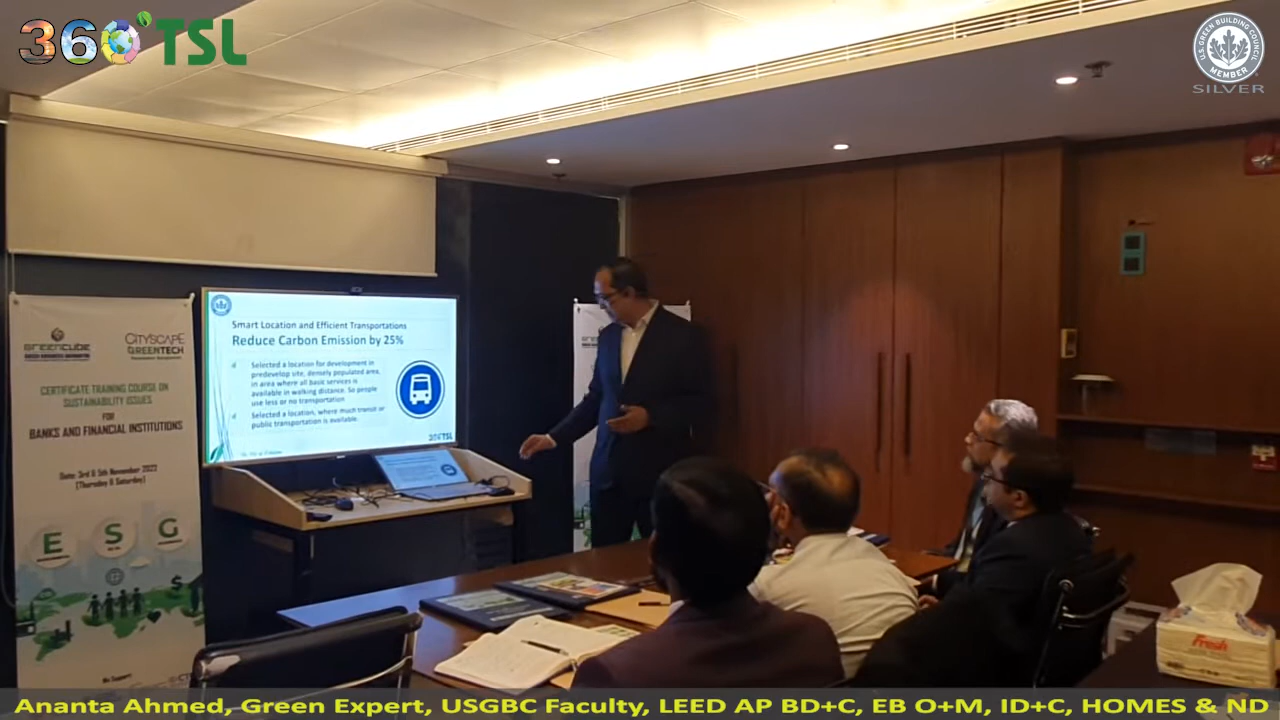 360°TSL
U.S. GREEN BUILDING COUNCIL
MEMBER
SILVER
GREENCUBE
CITYSCAPE
GREENTECH
CERTIFICATE TRAINING COURSE ON
SUSTAINABILITY ISSUES
FOR
BANKS AND FINANCIAL INSTITUTIONS
Date: 3rd & 5th November 2022
(Thursday & Saturday)
E S G
Smart Location and Efficient Transportations
Reduce Carbon Emission by 25%
Selected a location for development in
predevelop site, densely populated area,
in area where all basic services is
available in walking distance. So people
use less or no transportation
Selected a location, where much transit or
public transportation is available.
360TSL
Fresh
Ananta Ahmed, Green Expert, USGBC Faculty, LEED AP BD+C, EB O+M, ID+C, HOMES & ND